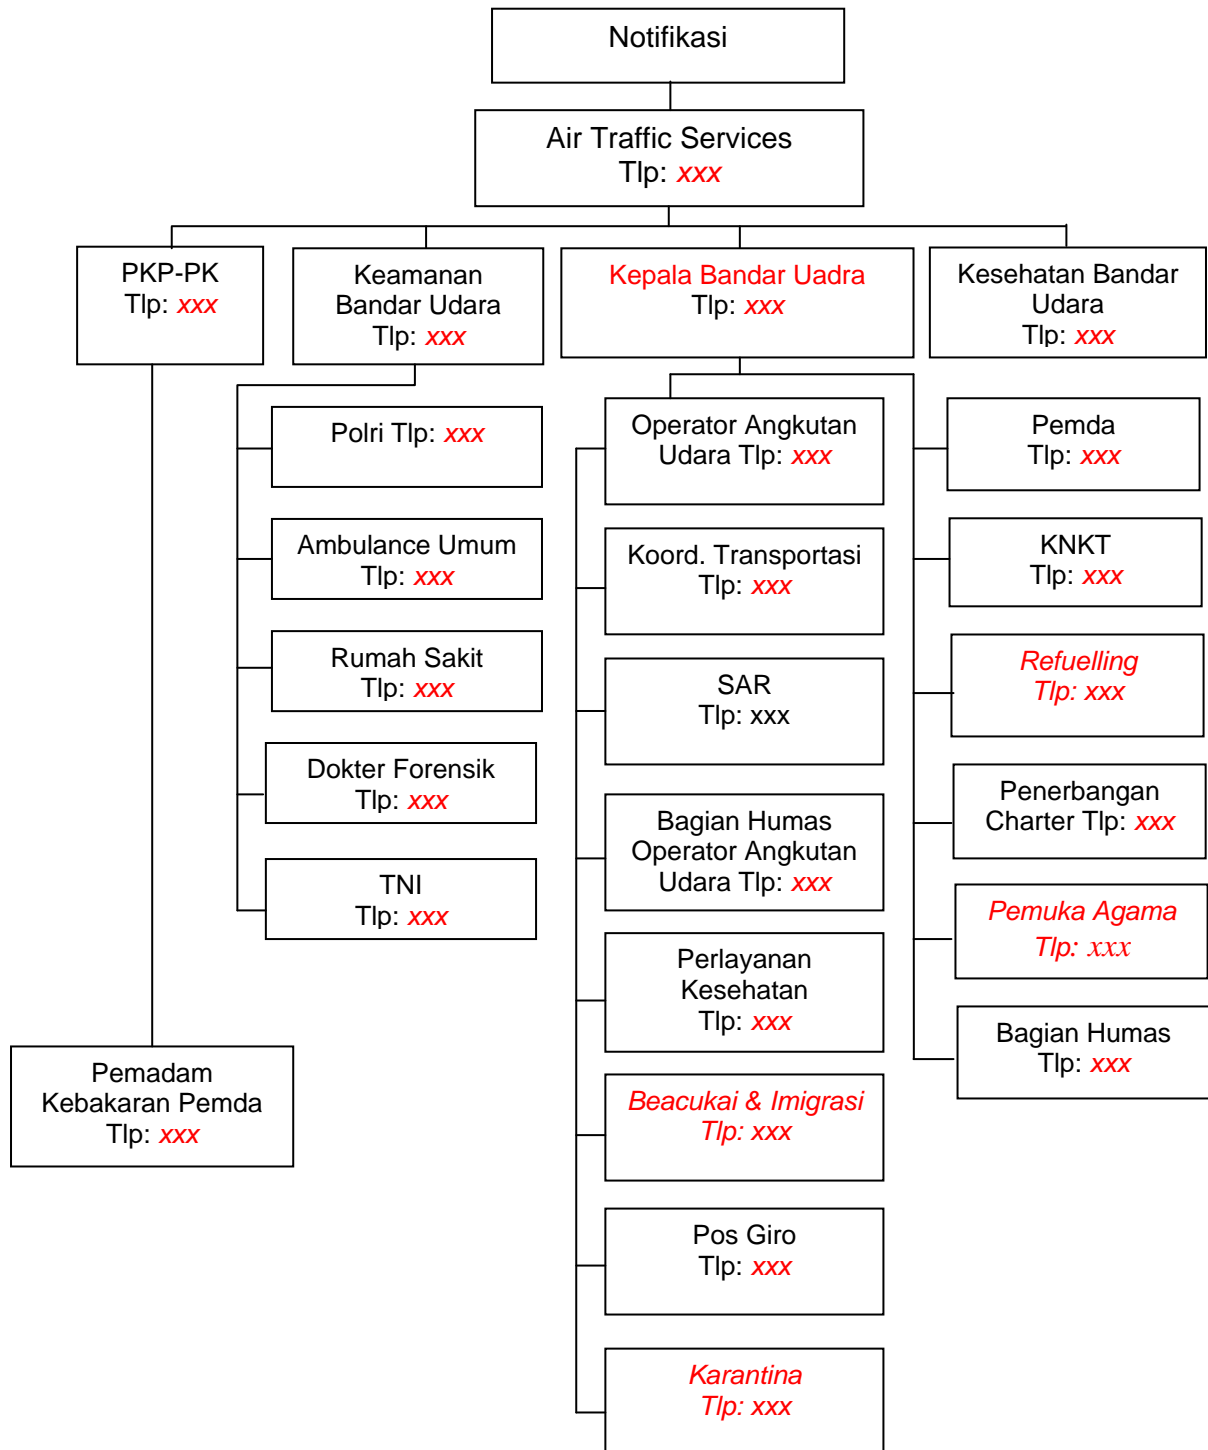 Notifikasi
Air Traffic Services
Tlp: xxx
PKP-PK
Tlp: xxx
Keamanan
Bandar Udara
Tlp: xxx
Kepala Bandar Uadra
Tlp: xxx
Kesehatan Bandar
Udara
Tlp: xxx
Polri Tlp: xxx
Ambulance Umum
Tlp: xxx
Rumah Sakit
Tlp: xxx
Dokter Forensik
Tlp: xxx
TNI
Tlp: xxx
Pemadam
Kebakaran Pemda
Tlp: xxx
Operator Angkutan
Udara Tlp: xxx
Koord. Transportasi
Tlp: xxx
SAR
Tlp: xxx
Bagian Humas
Operator Angkutan
Udara Tlp: xxx
Perlayanan
Kesehatan
Tlp: xxx
Beacukai & Imigrasi
Tlp: xxx
Pos Giro
Tlp: xxx
Karantina
Tlp: xxx
Pemda
Tlp: xxx
KNKT
Tlp: xxx
Refuelling
Tlp: xxx
Penerbangan
Charter Tlp: xxx
Pemuka Agama
Tlp: xxx
Bagian Humas
Tlp: xxx